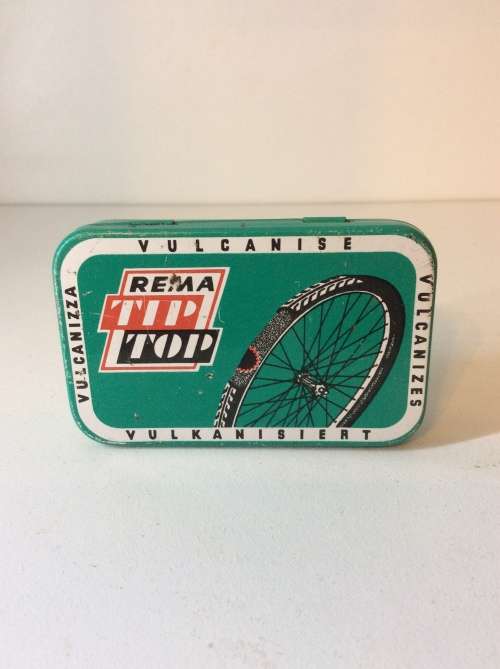 VULCANISE
REMA
TIP
TOP
VULCANIZZA
VULCANIZES
VULKANISIERT